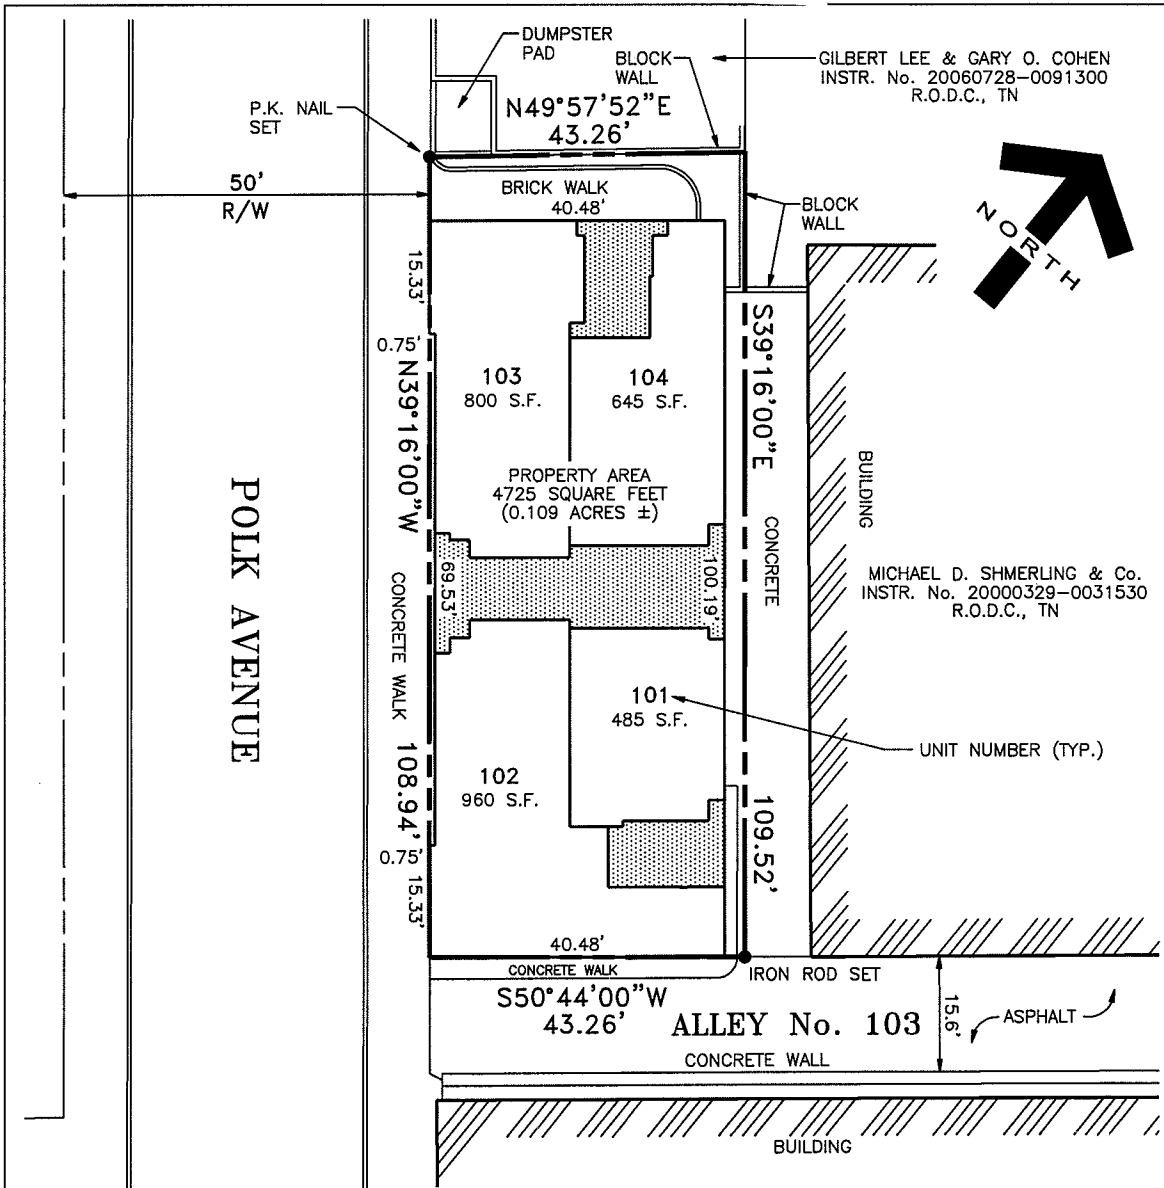 DUMPSTER
PAD
BLOCK
WALL
GILBERT LEE & GARY O. COHEN
INSTR. No. 20060728-0091300
R.O.D.C., TN
P.K. NAIL
SET
N49°57'52"E
43.26'
50'
R/W
BRICK WALK
40.48'
BLOCK
WALL
NORTH
15.33'
0.75'
N39°16'00"W
S39°16'00"E
103
800 S.F.
104
645 S.F.
PROPERTY AREA
4725 SQUARE FEET
(0.109 ACRES ±)
BUILDING
POLK AVENUE
CONCRETE WALK
69.53'
100.19'
CONCRETE
MICHAEL D. SHMERLING & Co.
INSTR. No. 20000329-0031530
R.O.D.C., TN
101
485 S.F.
UNIT NUMBER (TYP.)
102
960 S.F.
108.94'
109.52'
0.75'
15.33'
40.48'
CONCRETE WALK
IRON ROD SET
S50°44'00"W
43.26'
ALLEY No. 103
15.6'
ASPHALT
CONCRETE WALL
BUILDING